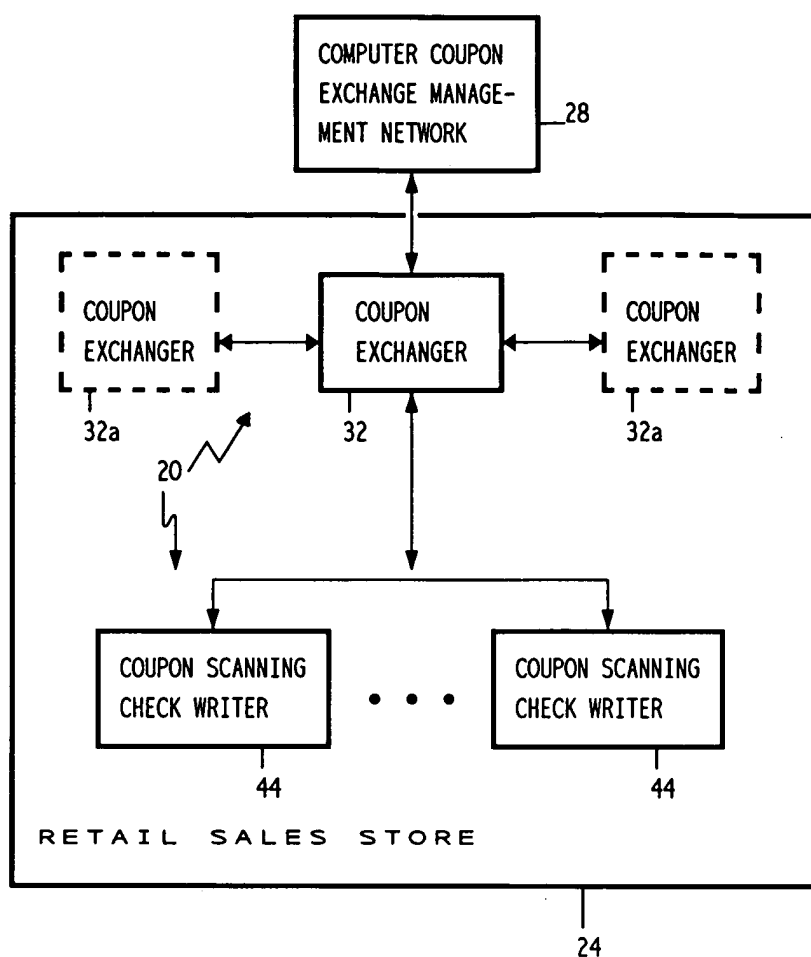 COMPUTER COUPON
EXCHANGE MANAGE-
MENT NETWORK
28
COUPON
EXCHANGER
32a
COUPON
EXCHANGER
32
COUPON
EXCHANGER
32a
20
COUPON SCANNING
CHECK WRITER
44
COUPON SCANNING
CHECK WRITER
44
RETAIL SALES STORE
24